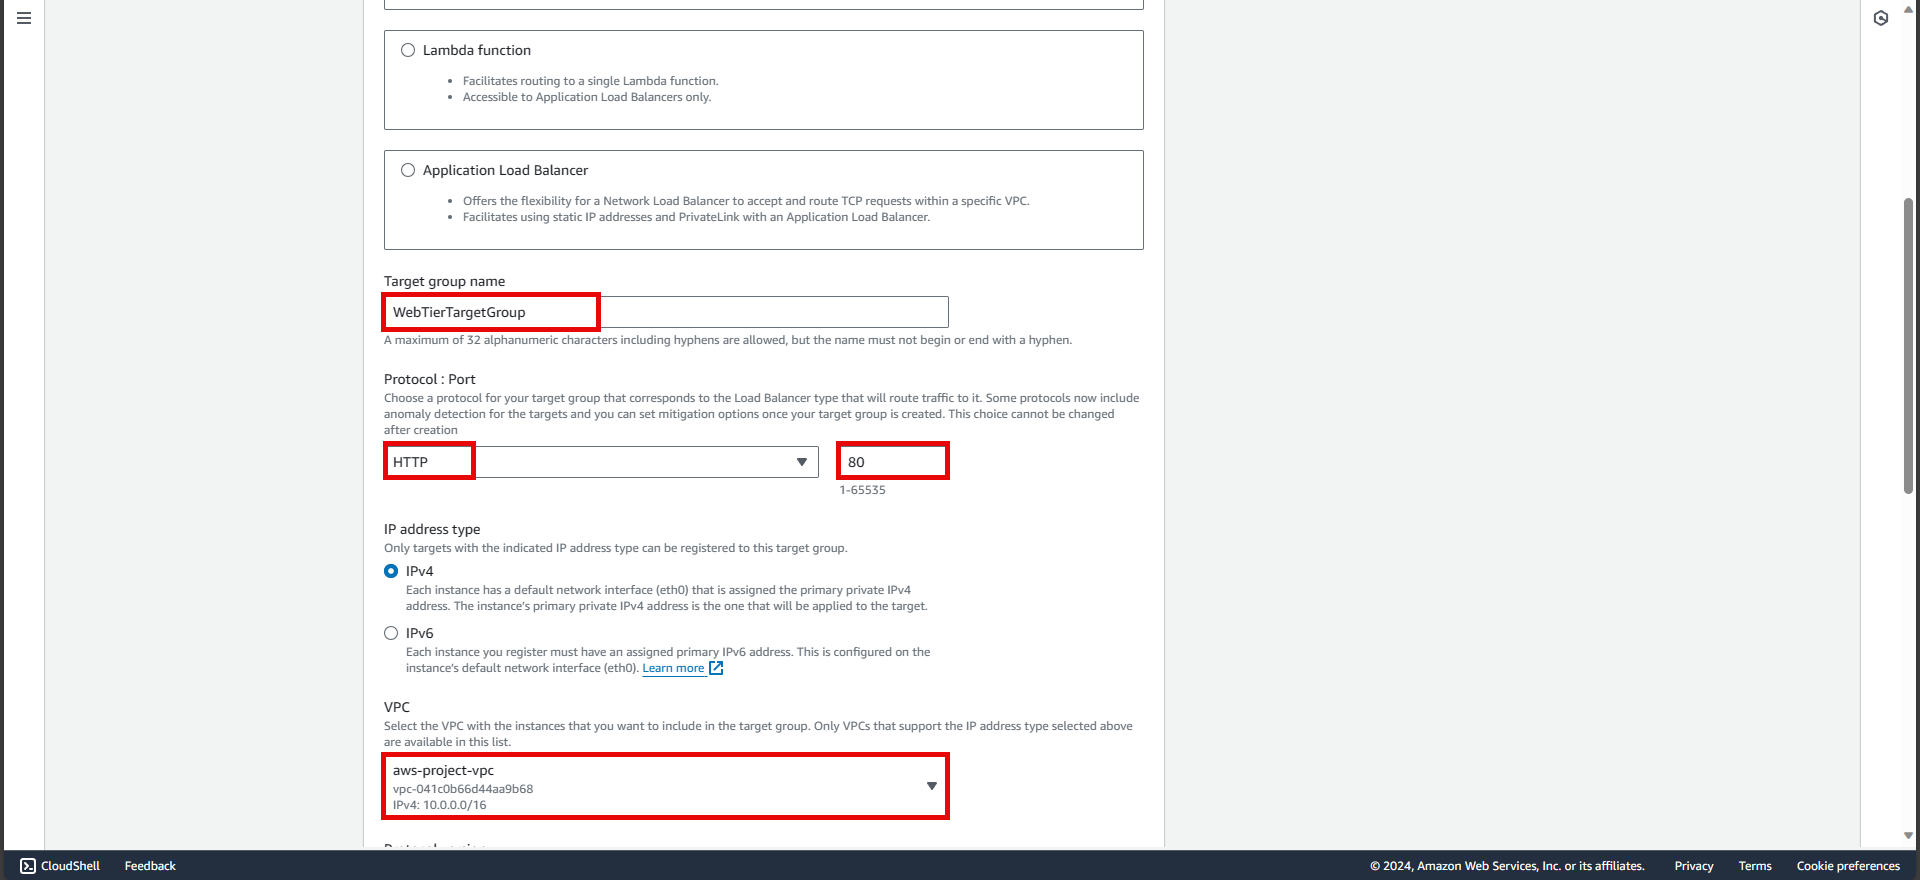 Lambda function
Facilitates routing to a single Lambda function.
Accessible to Application Load Balancers only.
Application Load Balancer
Offers the flexibility for a Network Load Balancer to accept and route TCP requests within a specific VPC.
Facilitates using static IP addresses and PrivateLink with an Application Load Balancer.
Target group name
WebTierTargetGroup
A maximum of 32 alphanumeric characters including hyphens are allowed, but the name must not begin or end with a hyphen.
Protocol : Port
Choose a protocol for your target group that corresponds to the Load Balancer type that will route traffic to it. Some protocols now include
anomaly detection for the targets and you can set mitigation options once your target group is created. This choice cannot be changed
after creation
HTTP
80
1-65535
IP address type
Only targets with the indicated IP address type can be registered to this target group.
IPv4
Each instance has a default network interface (eth0) that is assigned the primary private IPv4
address. The instance's primary private IPv4 address is the one that will be applied to the target.
IPv6
Each instance you register must have an assigned primary IPv6 address. This is configured on the
instance's default network interface (eth0). Learn more
VPC
Select the VPC with the instances that you want to include in the target group. Only VPCs that support the IP address type selected above
are available in this list.
aws-project-vpc
vpc-041c0b66d44aa9b68
IPv4: 10.0.0.0/16
CloudShell
Feedback
© 2024, Amazon Web Services, Inc. or its affiliates.
Privacy
Terms
Cookie preferences